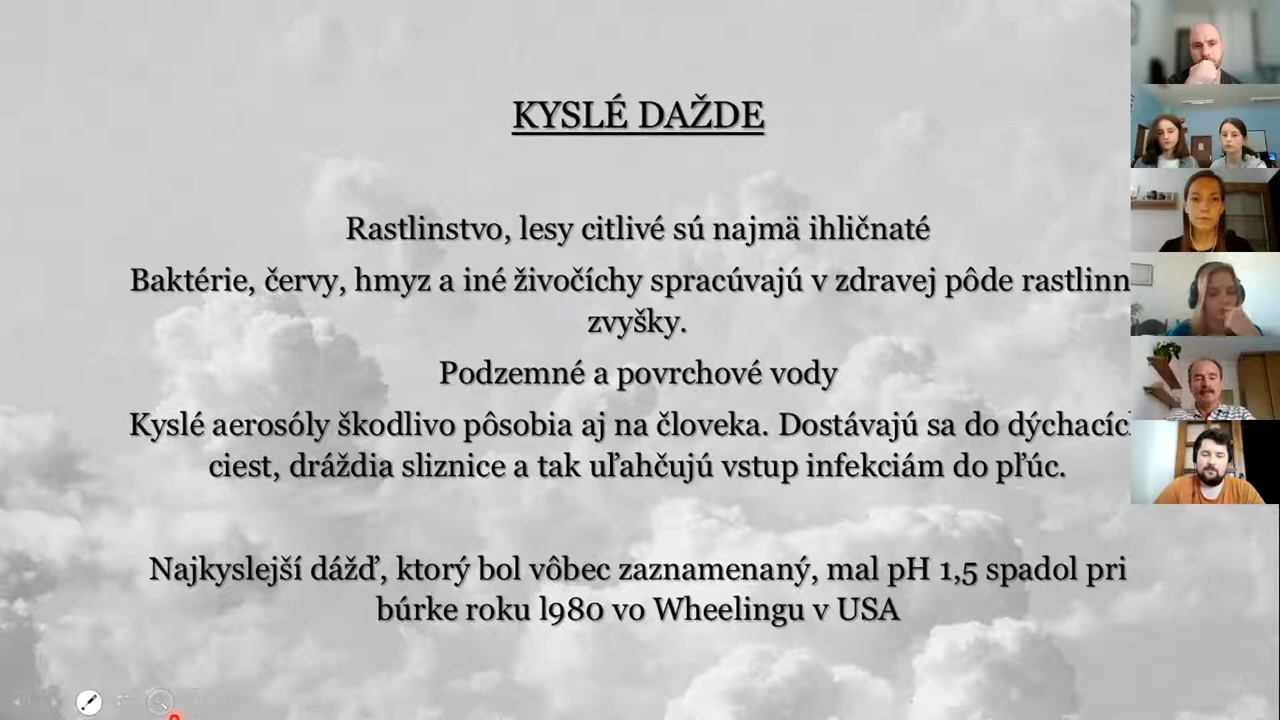 KYSLÉ DAŽDE
Rastlinstvo, lesy citlivé sú najmä ihličnaté
Baktérie, červy, hmyz a iné živočíchy spracúvajú v zdravej pôde rastlinn
zvyšky.
Podzemné a povrchové vody
Kyslé aerosóly škodlivo pôsobia aj na človeka. Dostávajú sa do dýchacíc
ciest, dráždia sliznice a tak uľahčujú vstup infekciám do pľúc.
Najkyslejší dážď, ktorý bol vôbec zaznamenaný, mal pH 1,5 spadol pri
búrke roku l980 vo Wheelingu v USA